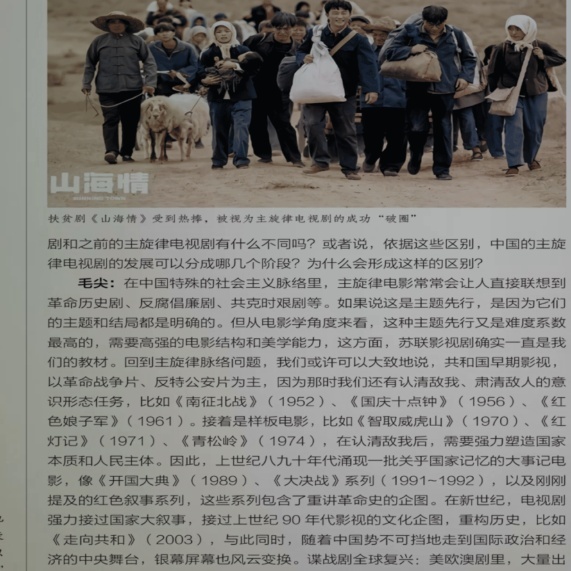 山海情
扶贫剧《山海情》受到热捧，被视为主旋律电视剧的成功“破圈”
剧和之前的主旋律电视剧有什么不同吗？或者说，依据这些区别，中国的主旋
律电视剧的发展可以分成哪几个阶段？为什么会形成这样的区别？
毛尖：在中国特殊的社会主义脉络里，主旋律电影常常会让人直接联想到
革命历史剧、反腐倡廉剧、共克时艰剧等。如果说这是主题先行，是因为它们
的主题和结局都是明确的。但从电影学角度来看，这种主题先行又是难度系数
最高的，需要高强的电影结构和美学能力，这方面，苏联影视剧确实一直是我
们的教材。回到主旋律脉络问题，我们或许可以大致地说，共和国早期影视，
以革命战争片、反特公安片为主，因为那时我们还有认清敌我、肃清敌人的意
识形态任务，比如《南征北战》（1952）、《国庆十点钟》（1956）、《红
色娘子军》（1961）。接着是样板电影，比如《智取威虎山》（1970）、《红
灯记》（1971）、《青松岭》（1974），在认清敌我后，需要强力塑造国家
本质和人民主体。因此，上世纪八九十年代涌现一批关乎国家记忆的大事记电
影，像《开国大典》（1989）、《大决战》系列（1991~1992），以及刚刚
提及的红色叙事系列，这些系列包含了重讲革命史的企图。在新世纪，电视剧
强力接过国家大叙事，接过上世纪 90 年代影视的文化企图，重构历史，比如
《走向共和》（2003），与此同时，随着中国势不可挡地走到国际政治和经
济的中央舞台，银幕屏幕也风云变换。谍战剧全球复兴：美欧澳剧里，大量出